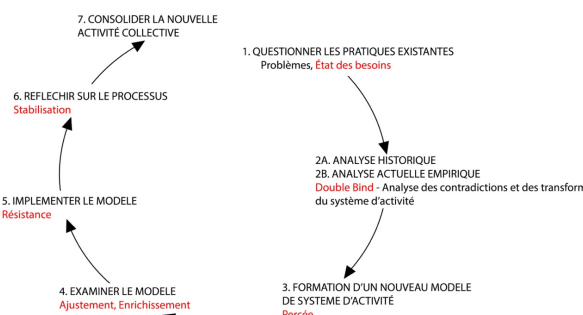 7. CONSOLIDER LA NOUVELLE
ACTIVITÉ COLLECTIVE
1. QUESTIONNER LES PRATIQUES EXISTANTES
Problèmes, État des besoins
6. REFLECHIR SUR LE PROCESSUS
Stabilisation
2A. ANALYSE HISTORIQUE
2B. ANALYSE ACTUELLE EMPIRIQUE
Double Bind - Analyse des contradictions et des transform
du système d'activité
5. IMPLEMENTER LE MODELE
Résistance
4. EXAMINER LE MODELE
Ajustement, Enrichissement
3. FORMATION D'UN NOUVEAU MODELE
DE SYSTEME D'ACTIVITÉ
Percée